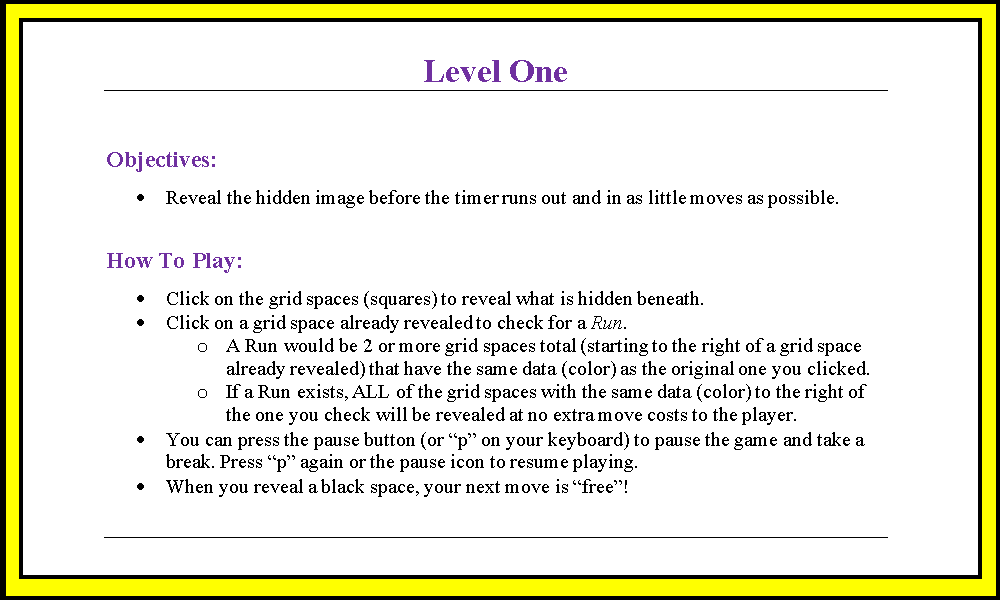 Level One
Objectives:
• Reveal the hidden image before the timer runs out and in as little moves as possible.
How To Play:
• Click on the grid spaces (squares) to reveal what is hidden beneath.
• Click on a grid space already revealed to check for a Run.
o A Run would be 2 or more grid spaces total (starting to the right of a grid space
already revealed) that have the same data (color) as the original one you clicked.
o If a Run exists, ALL of the grid spaces with the same data (color) to the right of
the one you check will be revealed at no extra move costs to the player.
• You can press the pause button (or “p” on your keyboard) to pause the game and take a
break. Press “p” again or the pause icon to resume playing.
• When you reveal a black space, your next move is “free”!